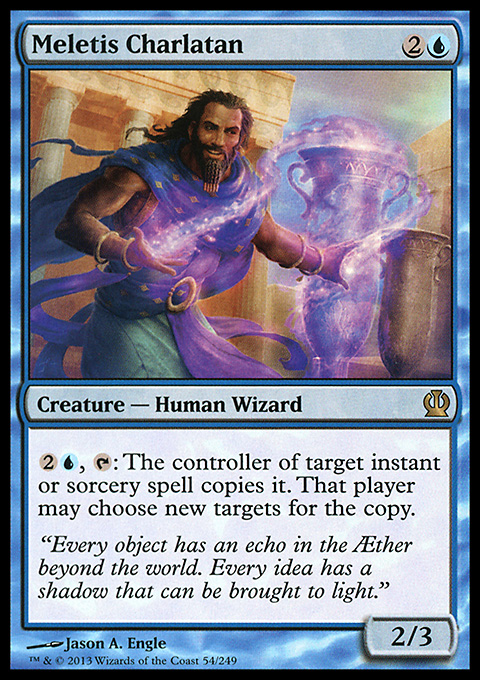 Meletis Charlatan 2
Creature — Human Wizard
2, : The controller of target instant
or sorcery spell copies it. That player
may choose new targets for the copy.
“Every object has an echo in the Æther
beyond the world. Every idea has a
shadow that can be brought to light.”
2/3
Jason A. Engle
™ & © 2013 Wizards of the Coast 54/249